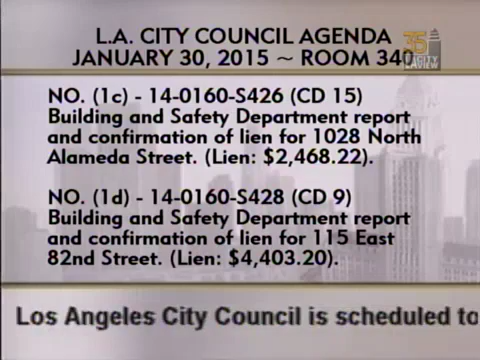 L.A. CITY COUNCIL AGENDA
JANUARY 30, 2015 ~ ROOM 340
35
CITY
VIEW
NO. (1c) - 14-0160-S426 (CD 15)
Building and Safety Department report
and confirmation of lien for 1028 North
Alameda Street. (Lien: $2,468.22).
NO. (1d) - 14-0160-S428 (CD 9)
Building and Safety Department report
and confirmation of lien for 115 East
82nd Street. (Lien: $4,403.20).
Los Angeles City Council is scheduled to